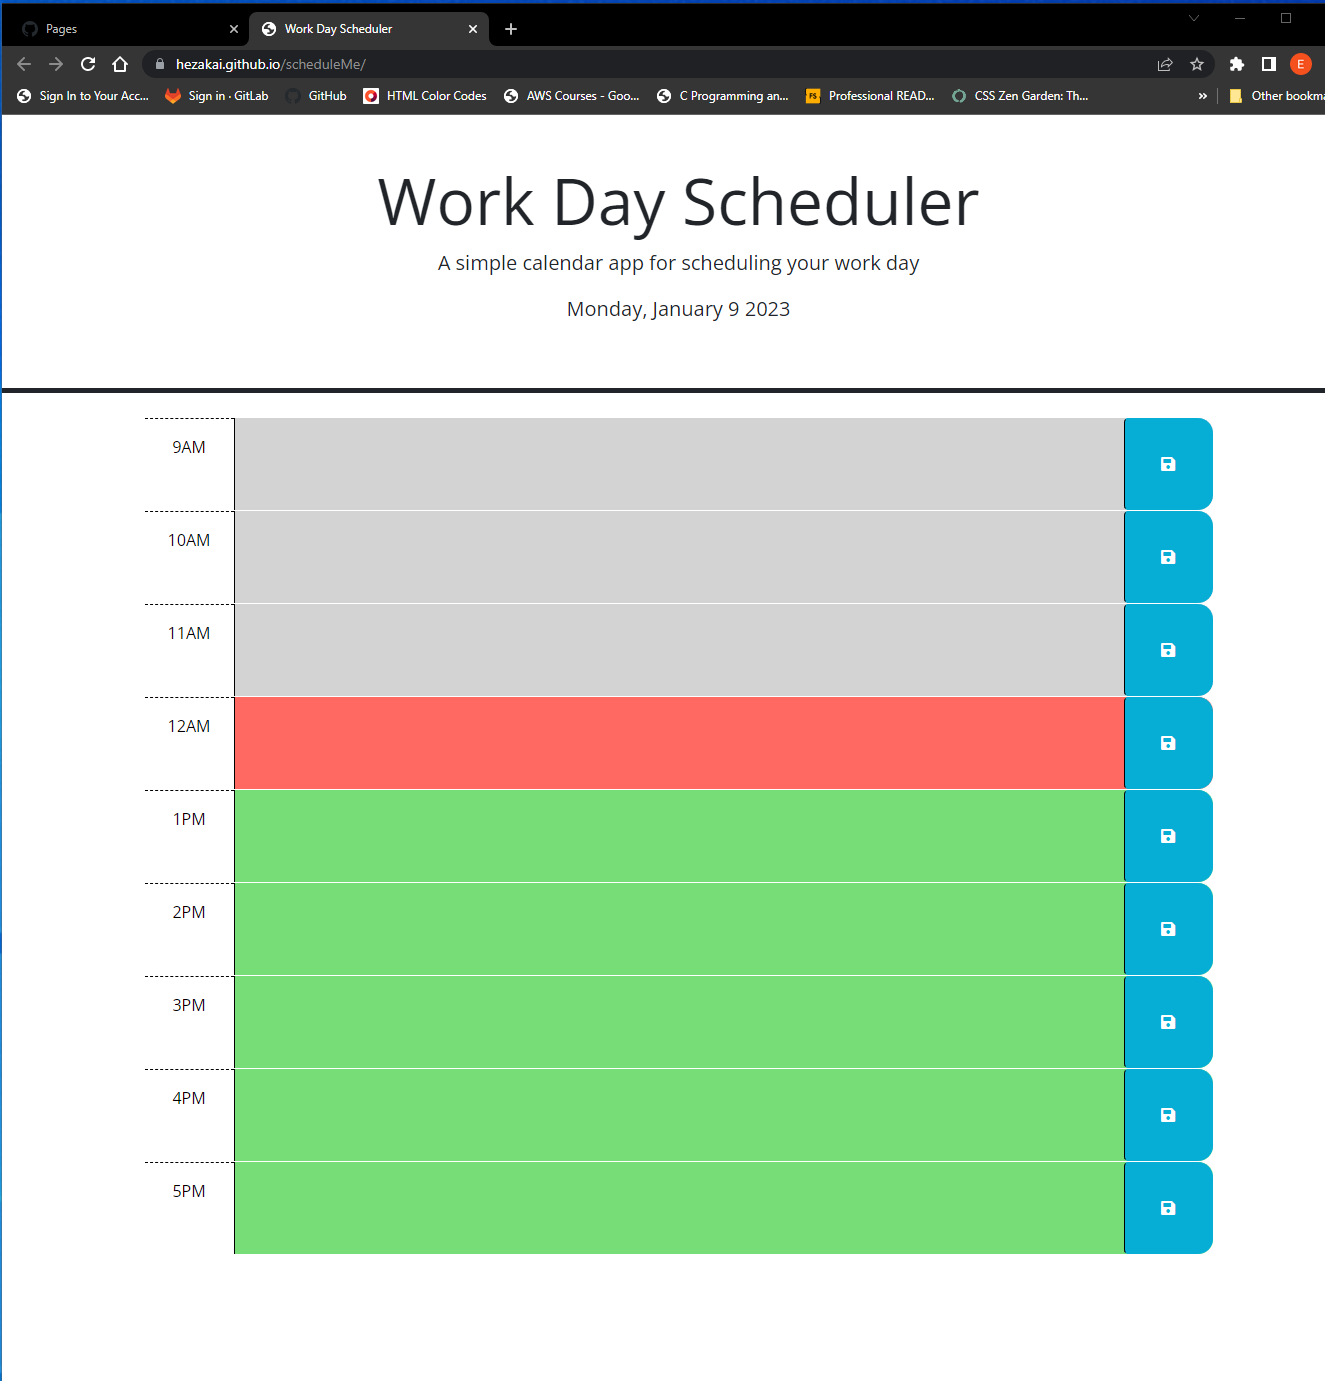 Pages
Work Day Scheduler
hezakai.github.io/scheduleMe/
E
Sign In to Your Acc...
Sign in · GitLab
GitHub
HTML Color Codes
AWS Courses - Goo...
C Programming an...
FS
Professional READ...
CSS Zen Garden: Th...
»
Other bookma
Work Day Scheduler
A simple calendar app for scheduling your work day
Monday, January 9 2023
9AM
10AM
11AM
12AM
1PM
2PM
3PM
4PM
5PM